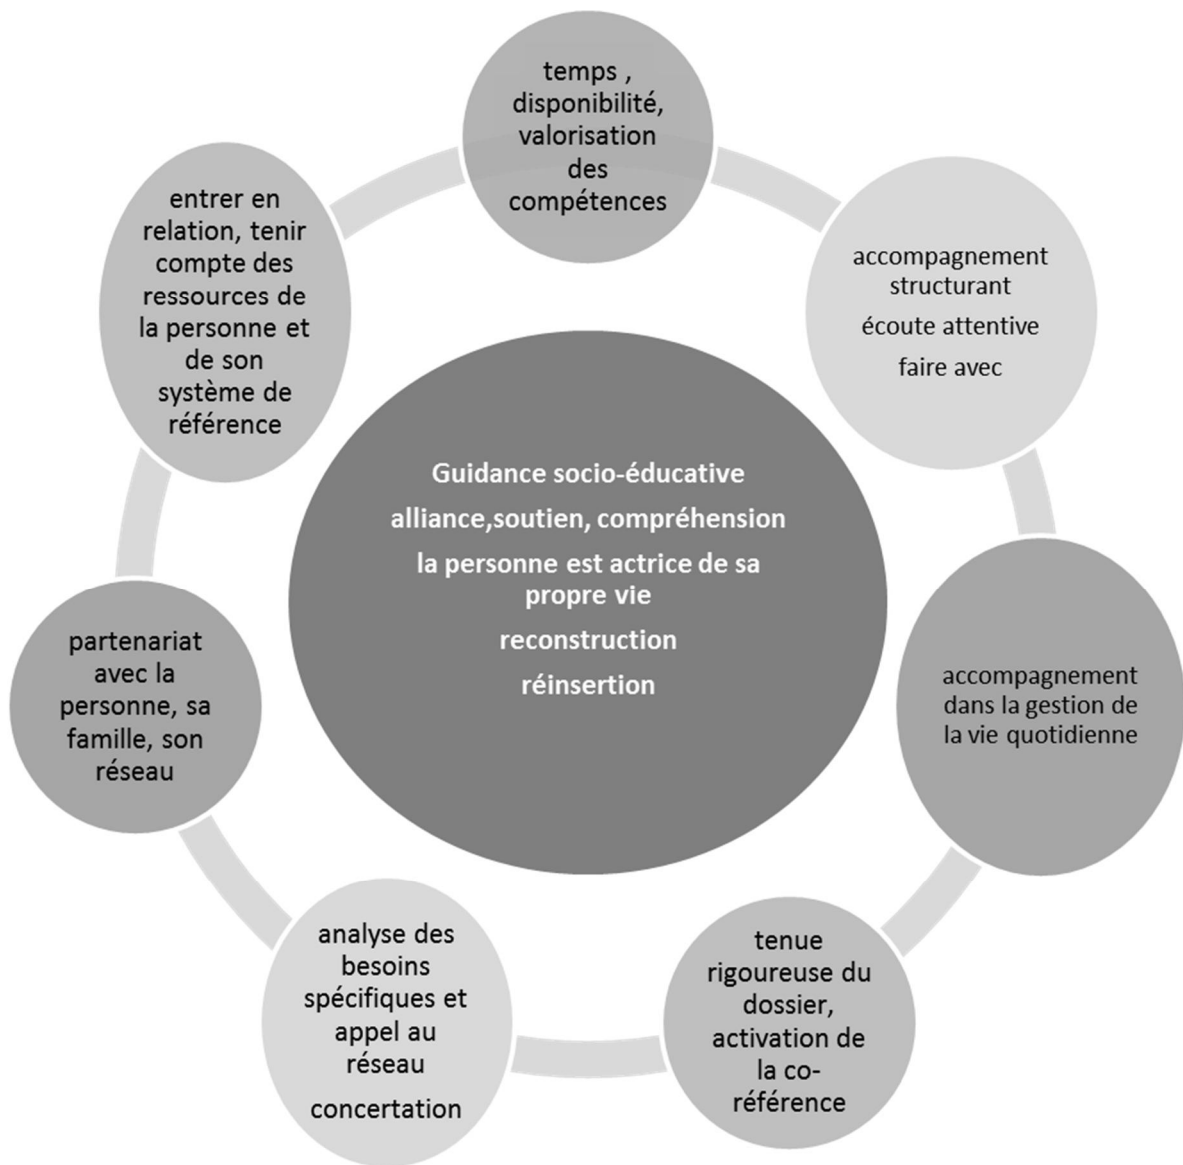 temps ,
disponibilité,
valorisation
des
compétences
accompagnement
structurant
écoute attentive
faire avec
accompagnement
dans la gestion de
la vie quotidienne
tenue
rigoureuse du
dossier,
activation de
la co-
référence
analyse des
besoins
spécifiques et
appel au
réseau
concertation
partenariat
avec la
personne, sa
famille, son
réseau
entrer en
relation, tenir
compte des
ressources de
la personne et
de son
système de
référence
Guidance socio-éducative
alliance,soutien, compréhension
la personne est actrice de sa
propre vie
reconstruction
réinsertion